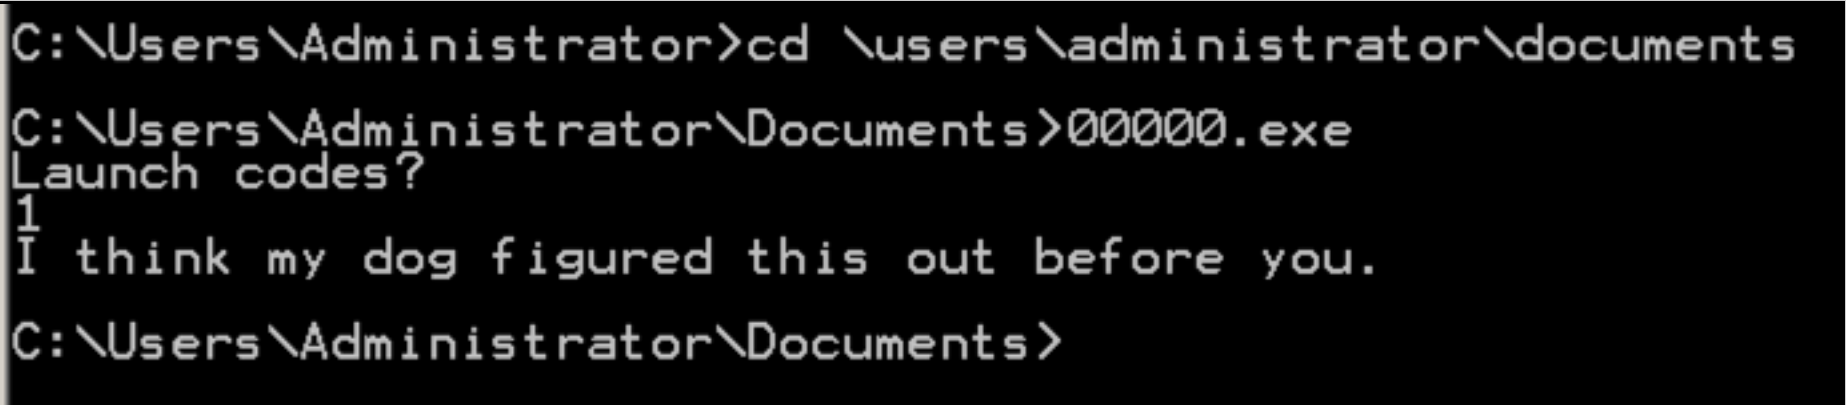 C:\Users\Administrator>cd \users\administrator\documents
C:\Users\Administrator\Documents>00000.exe
Launch codes?
1
I think my dog figured this out before you.
C:\Users\Administrator\Documents>